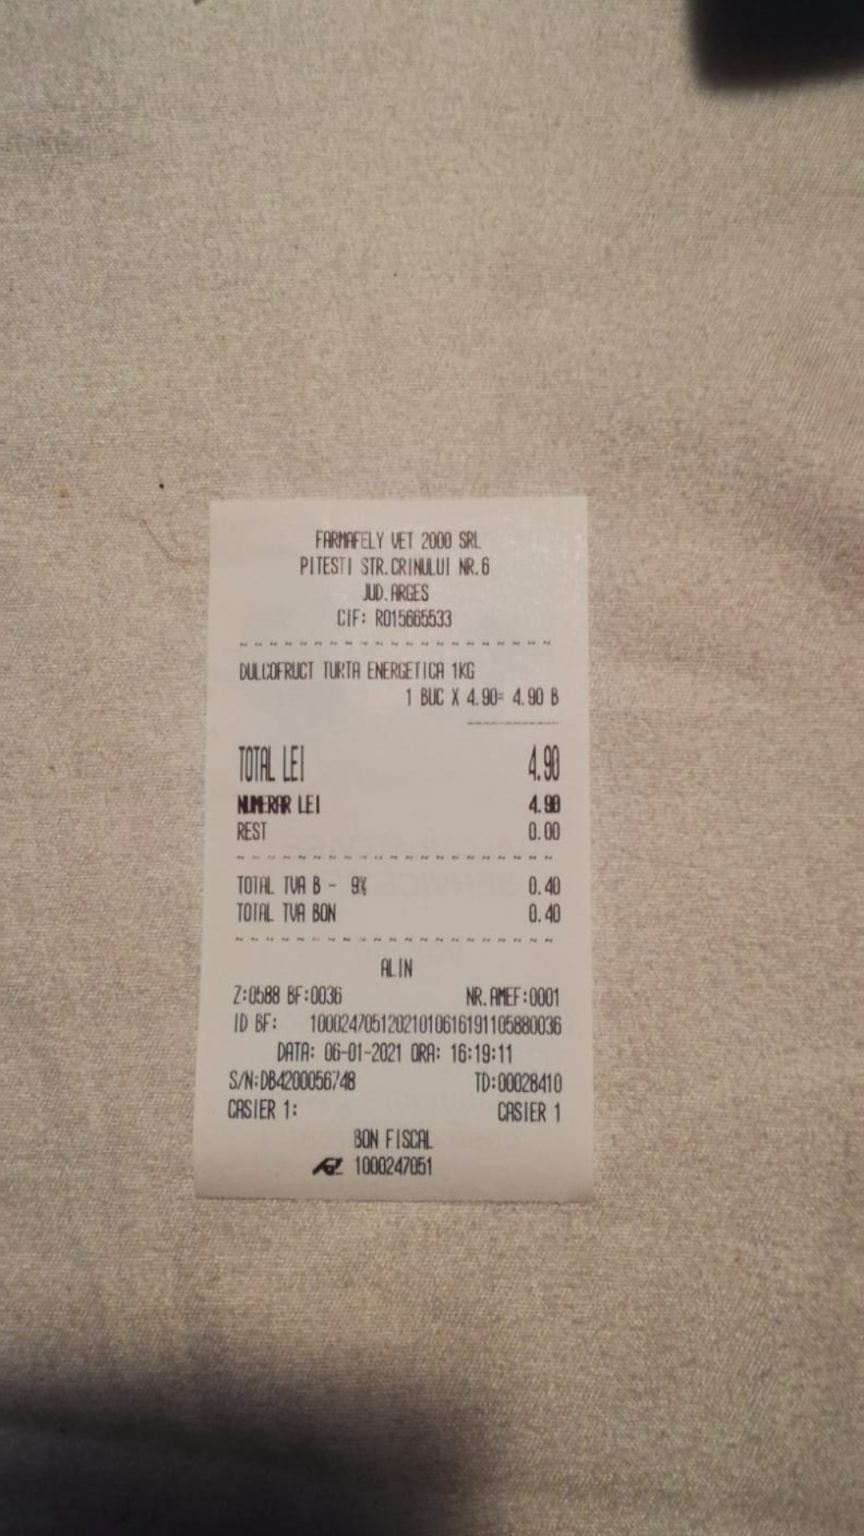 FARMAFELY VET 2000 SRL
PITESTI STR.CRINULUI NR.6
JUD.ARGES
CIF: RO15665533
DULCOFRUCT TURTA ENERGETICA 1KG
1 BUC X 4.90= 4.90 B
TOTAL LEI 4.90
NUMERAR LEI 4.90
REST 0.00
TOTAL TVA B - 9% 0.40
TOTAL TVA BON 0.40
ALIN
Z:0588 BF:0036 NR.AMEF:0001
ID BF: 10002470512021010616191105880036
DATA: 06-01-2021 ORA: 16:19:11
S/N:DB4200056748 TD:00028410
CASIER 1: CASIER 1
BON FISCAL
1000247051